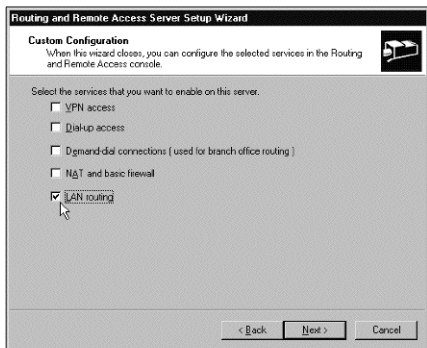 Routing and Remote Access Server Setup Wizard
Custom Configuration
When this wizard closes, you can configure the selected services in the Routing
and Remote Access console.
Select the services that you want to enable on this server.
VPN access
Dial-up access
Demand-dial connections ( used for branch office routing )
NAT and basic firewall
LAN routing
< Back
Next >
Cancel